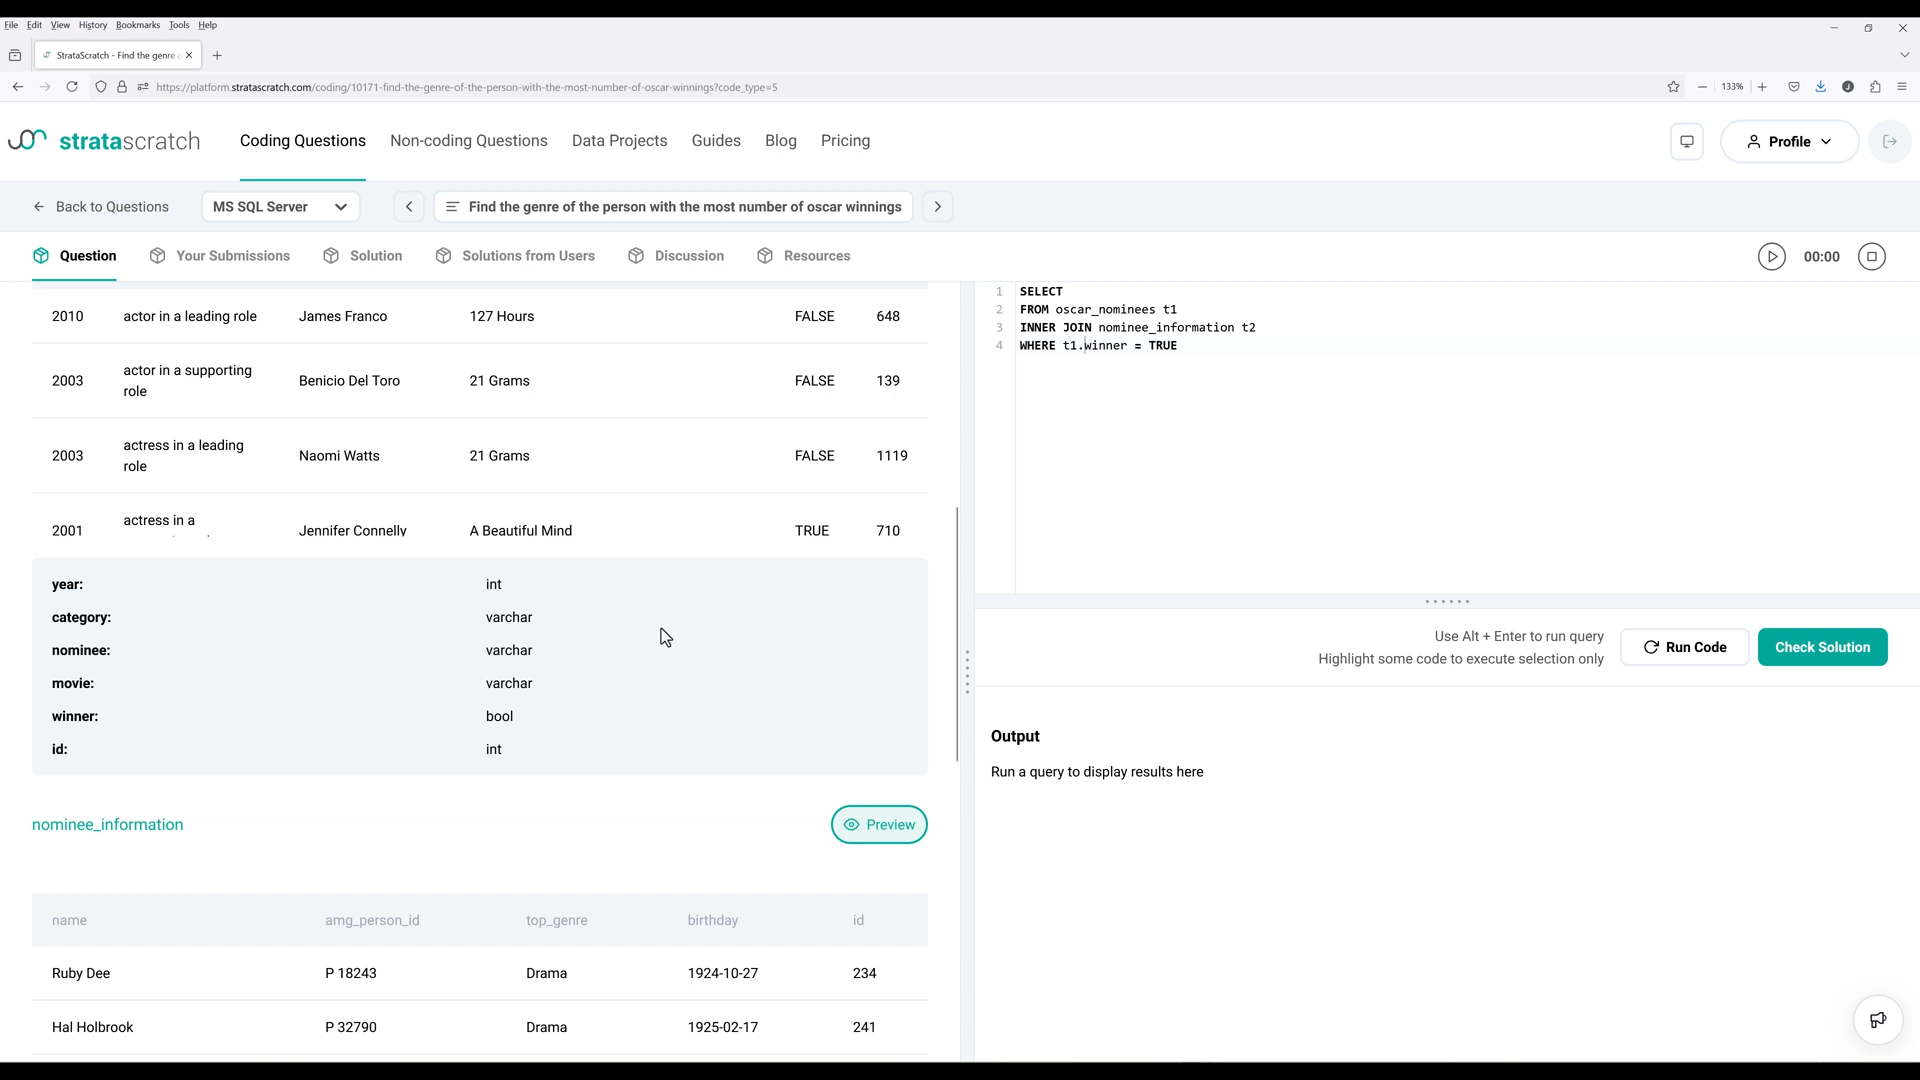 File Edit View History Bookmarks Tools Help
StrataScratch - Find the genre
https://platform.stratascratch.com/coding/10171-find-the-genre-of-the-person-with-the-most-number-of-oscar-winnings?code_type=5
133%
stratascratch
Coding Questions
Non-coding Questions
Data Projects
Guides
Blog
Pricing
Profile
Back to Questions
MS SQL Server
Find the genre of the person with the most number of oscar winnings
Question
Your Submissions
Solution
Solutions from Users
Discussion
Resources
00:00
2010 actor in a leading role James Franco 127 Hours FALSE 648
2003 actor in a supporting role Benicio Del Toro 21 Grams FALSE 139
2003 actress in a leading role Naomi Watts 21 Grams FALSE 1119
2001 actress in a Jennifer Connelly A Beautiful Mind TRUE 710
year: int
category: varchar
nominee: varchar
movie: varchar
winner: bool
id: int
nominee_information
Preview
name amg_person_id top_genre birthday id
Ruby Dee P 18243 Drama 1924-10-27 234
Hal Holbrook P 32790 Drama 1925-02-17 241
1 SELECT
2 FROM oscar_nominees t1
3 INNER JOIN nominee_information t2
4 WHERE t1.winner = TRUE
Use Alt + Enter to run query
Highlight some code to execute selection only
Run Code
Check Solution
Output
Run a query to display results here